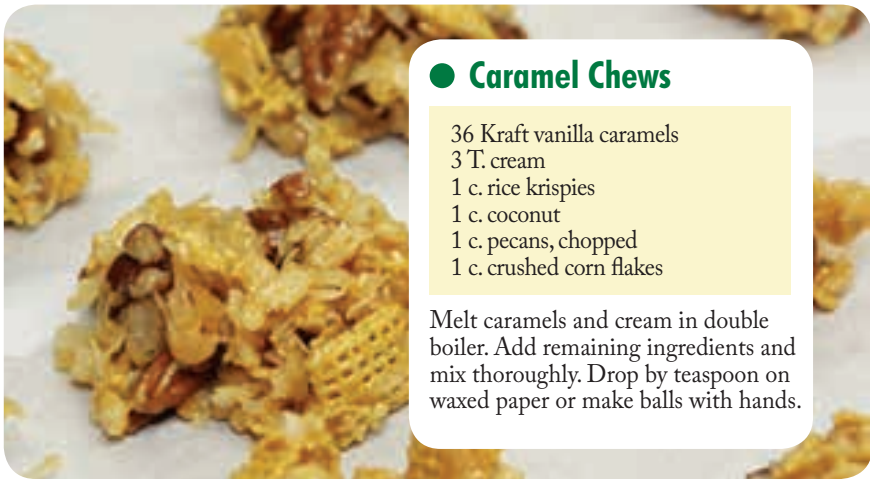 Caramel Chews
36 Kraft vanilla caramels
3 T. cream
1 c. rice krispies
1 c. coconut
1 c. pecans, chopped
1 c. crushed corn flakes
Melt caramels and cream in double
boiler. Add remaining ingredients and
mix thoroughly. Drop by teaspoon on
waxed paper or make balls with hands.